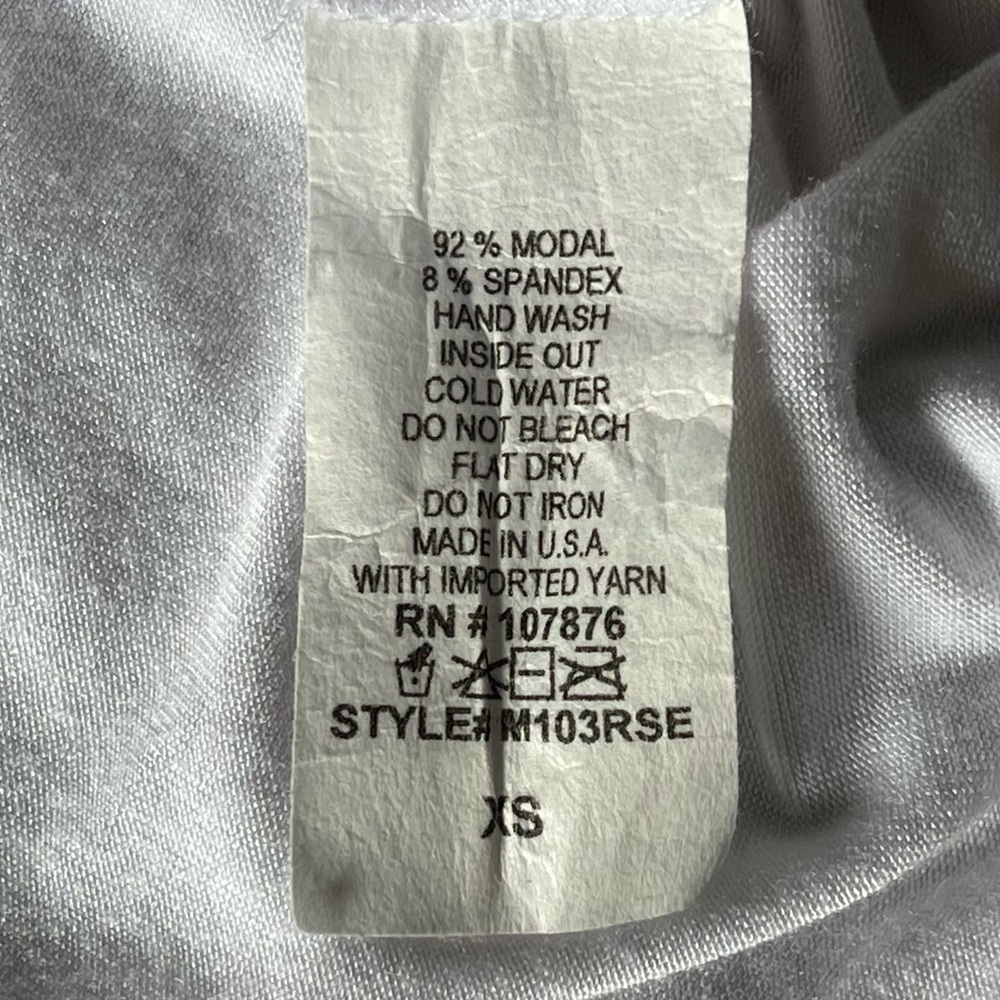 92 % MODAL
8 % SPANDEX
HAND WASH
INSIDE OUT
COLD WATER
DO NOT BLEACH
FLAT DRY
DO NOT IRON
MADE IN U.S.A.
WITH IMPORTED YARN
RN # 107876
STYLE# M103RSE
XS